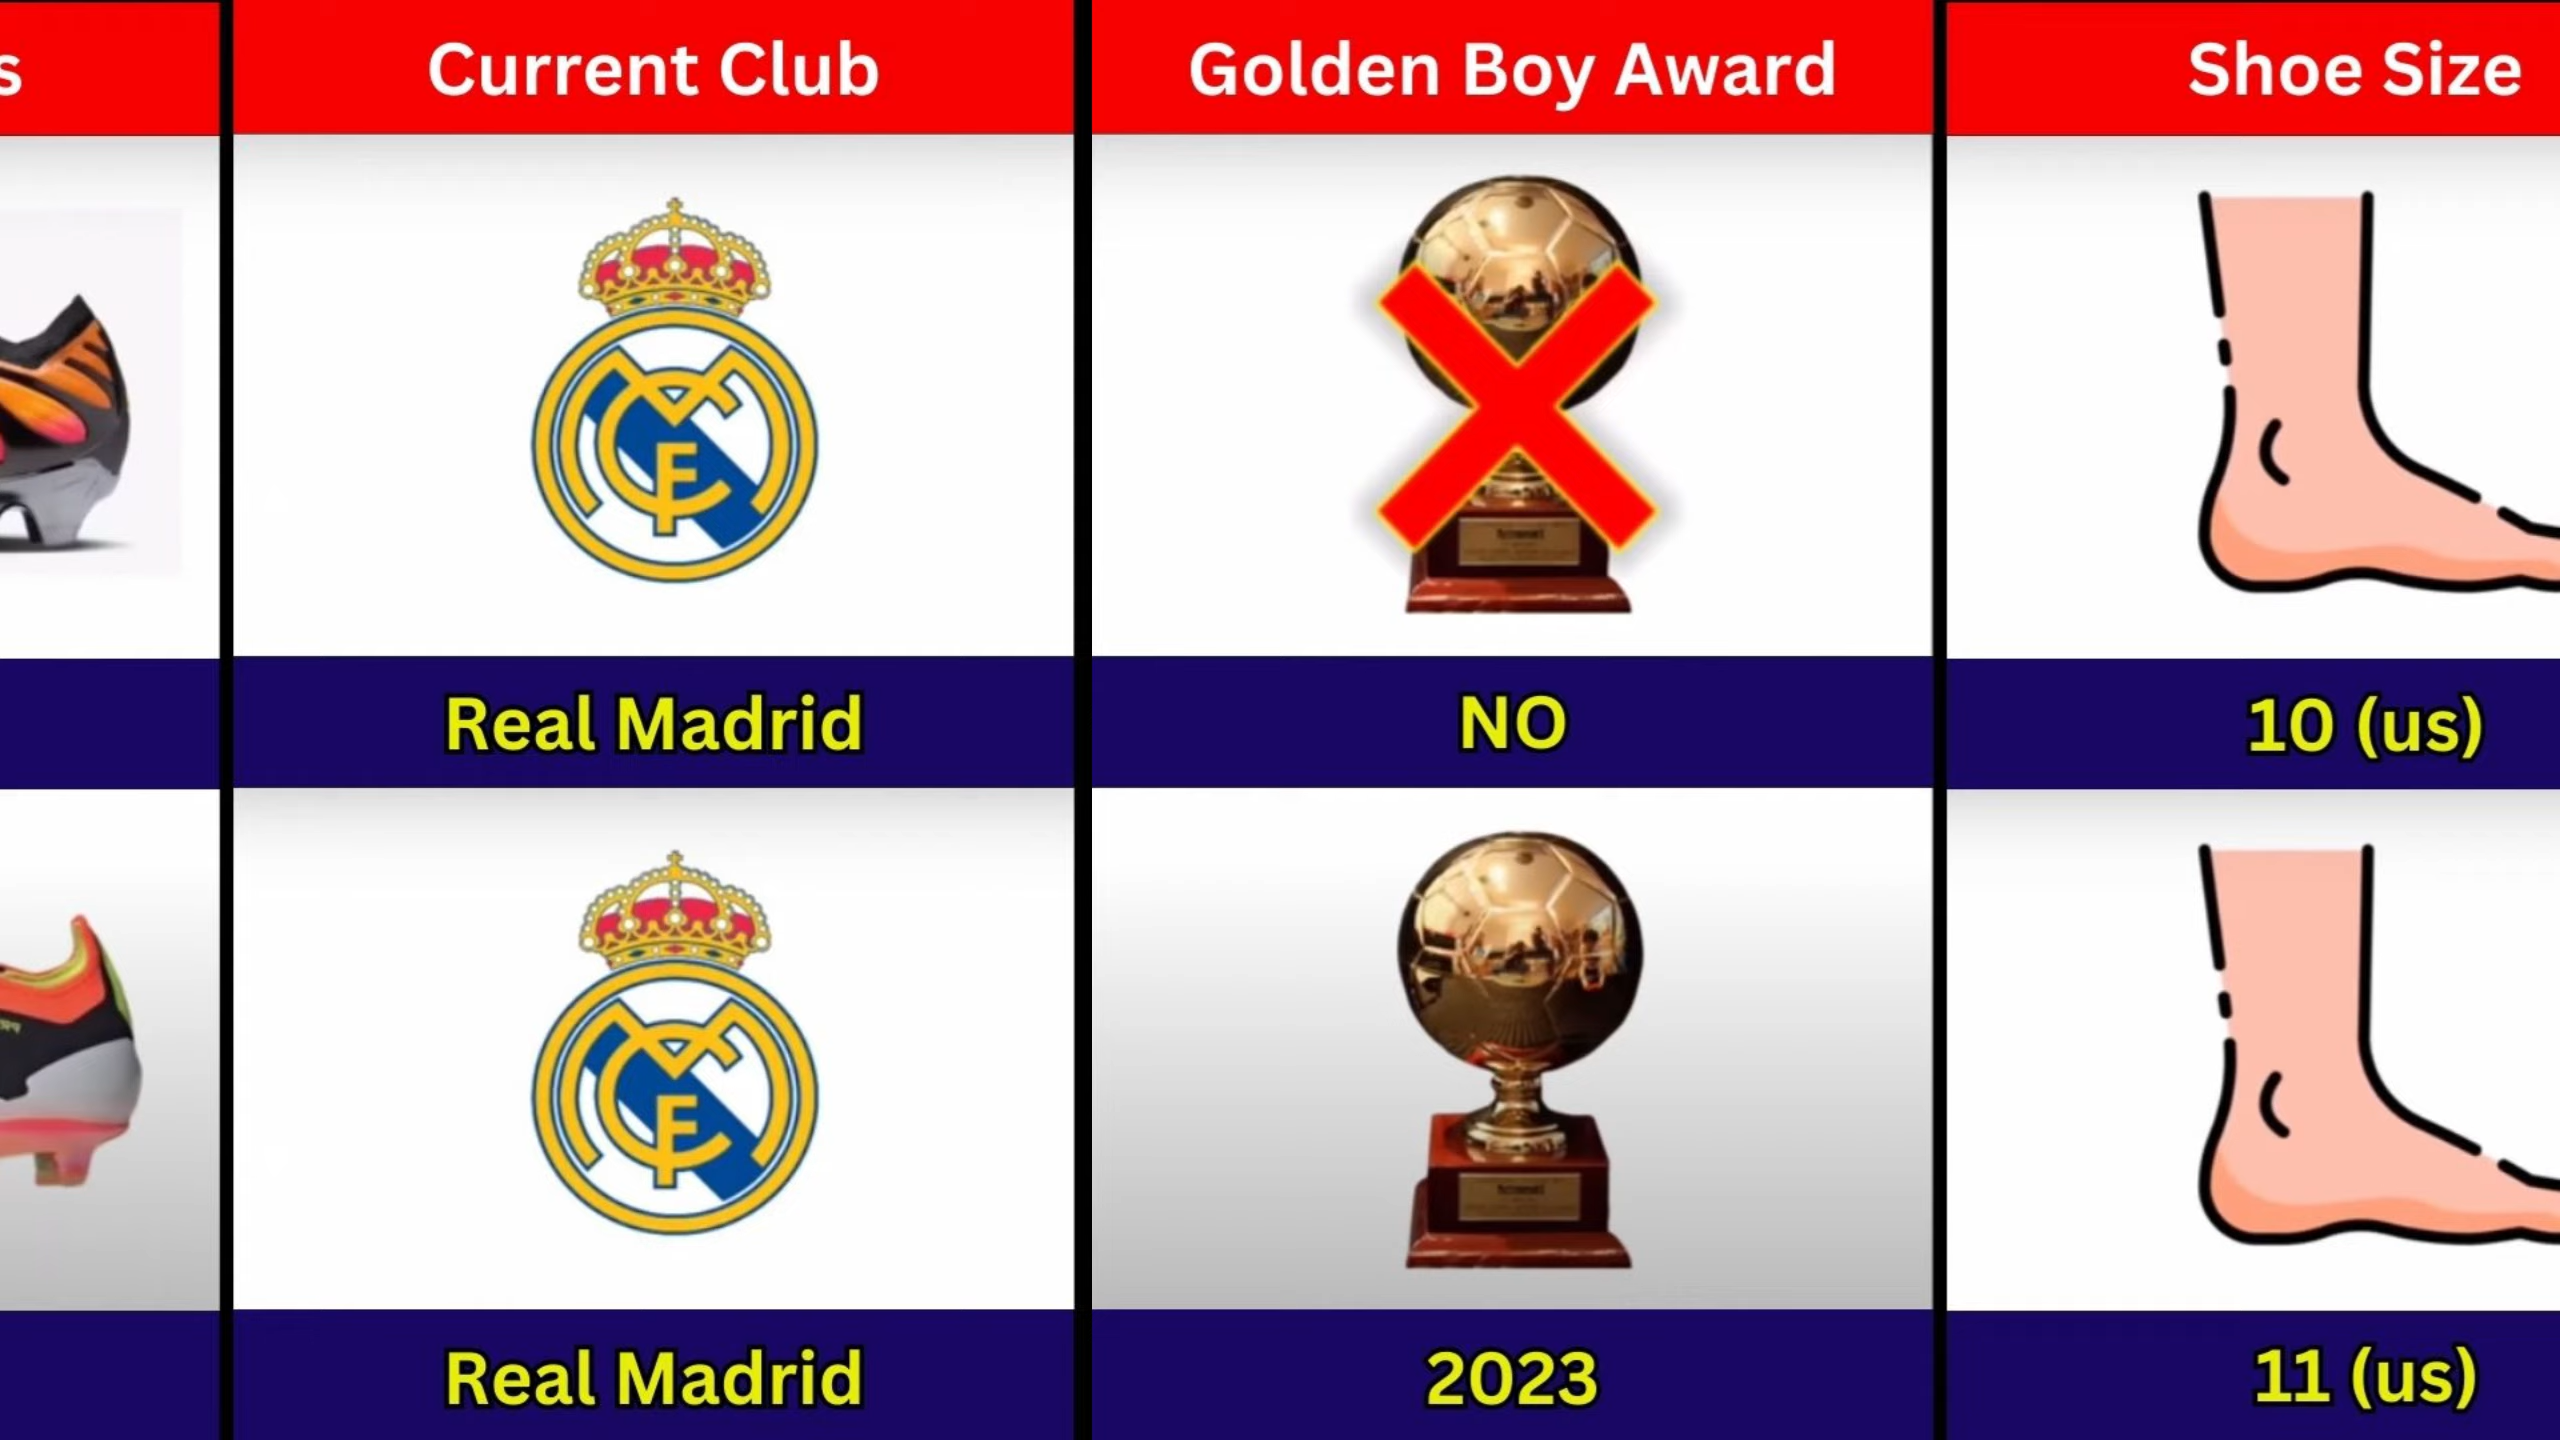 s
Current Club
Golden Boy Award
Shoe Size
Real Madrid
NO
10 (us)
Real Madrid
2023
11 (us)